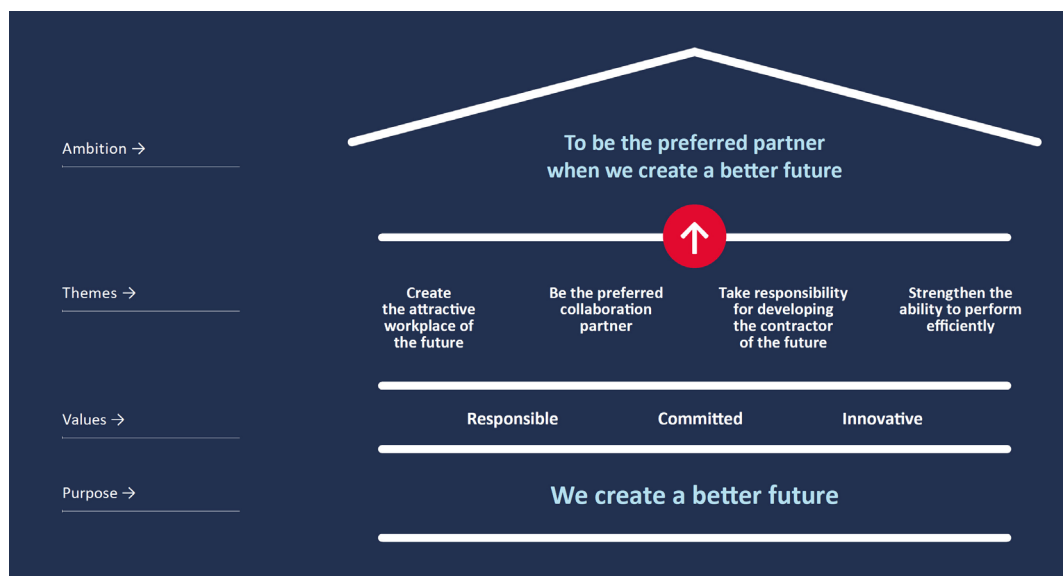 Ambition →
To be the preferred partner
when we create a better future
↑
Themes →
Create
the attractive
workplace of
the future
Be the preferred
collaboration
partner
Take responsibility
for developing
the contractor
of the future
Strengthen the
ability to perform
efficiently
Values →
Responsible
Committed
Innovative
Purpose →
We create a better future